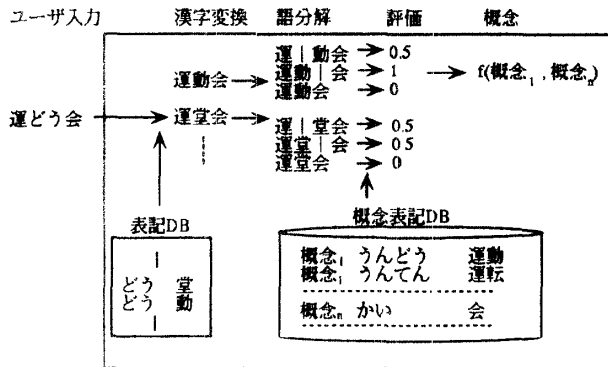 ユーザ入力 漢字変換 語分解 評価 概念
運 | 動会 → 0.5
運動会 → 運動 | 会 → 1 → f(概念i , 概念n)
運動会 → 0
運どう会 → 運堂会 → 運 | 堂会 → 0.5
運堂 | 会 → 0.5
運堂会 → 0
表記DB
どう 堂
どう 動
概念表記DB
概念i うんどう 運動
概念j うんてん 運転
概念n かい 会